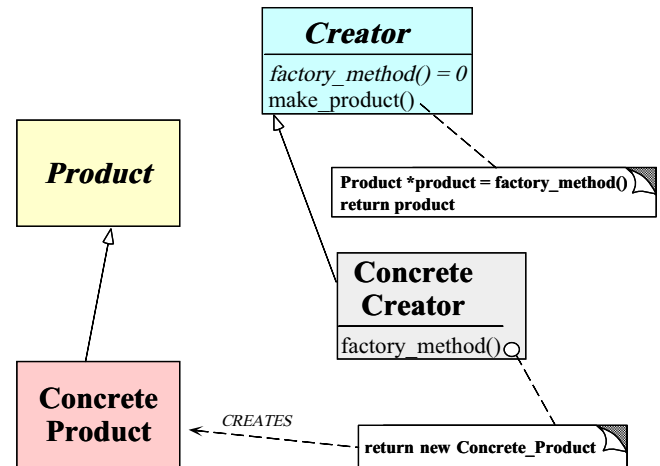 Creator
factory_method() = 0
make_product()
Product
Product *product = factory_method()
return product
Concrete
Creator
factory_method()
Concrete
Product
CREATES
return new Concrete_Product